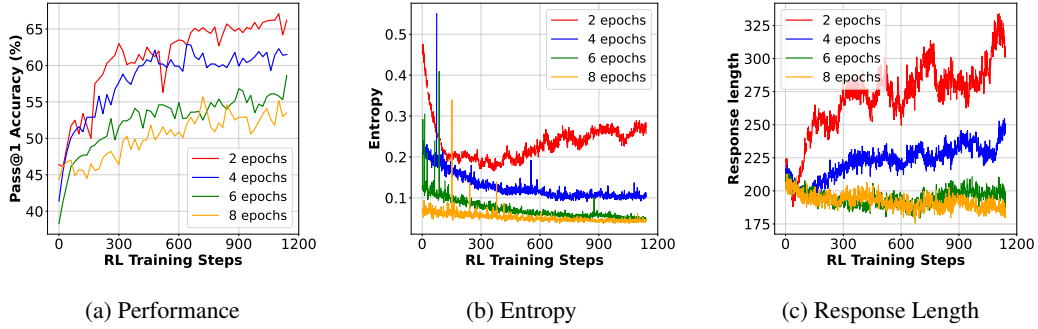 Pass@1 Accuracy (%)
65
60
55
50
45
40
0
300
600
900
1200
RL Training Steps
2 epochs
4 epochs
6 epochs
8 epochs
(a) Performance
Entropy
0.5
0.4
0.3
0.2
0.1
0
300
600
900
1200
RL Training Steps
2 epochs
4 epochs
6 epochs
8 epochs
(b) Entropy
Response length
325
300
275
250
225
200
175
0
300
600
900
1200
RL Training Steps
2 epochs
4 epochs
6 epochs
8 epochs
(c) Response Length